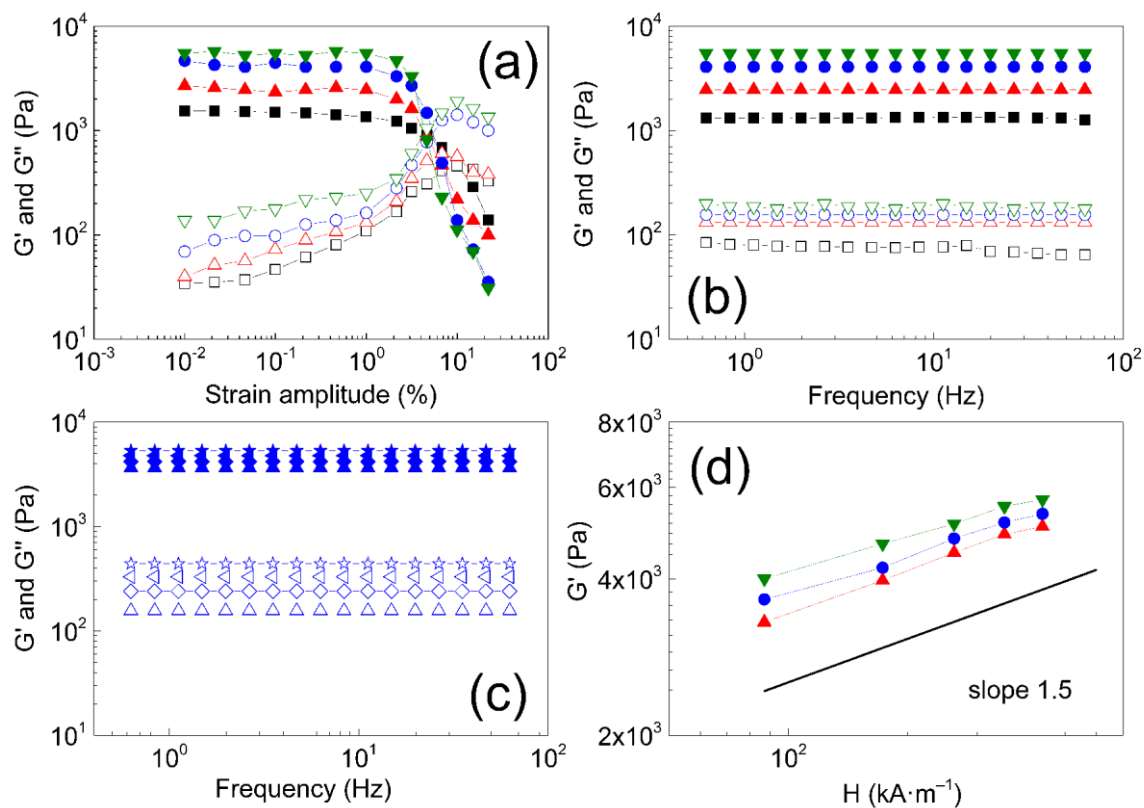 (a)
G' and G'' (Pa)
10⁴
10³
10²
10¹
10⁻³ 10⁻² 10⁻¹ 10⁰ 10¹ 10²
Strain amplitude (%)
(b)
G' and G'' (Pa)
10⁴
10³
10²
10¹
10⁰ 10¹ 10²
Frequency (Hz)
(c)
G' and G'' (Pa)
10⁴
10³
10²
10¹
10⁰ 10¹ 10²
Frequency (Hz)
(d)
G' (Pa)
8x10³
6x10³
4x10³
2x10³
slope 1.5
10²
H (kA·m⁻¹)